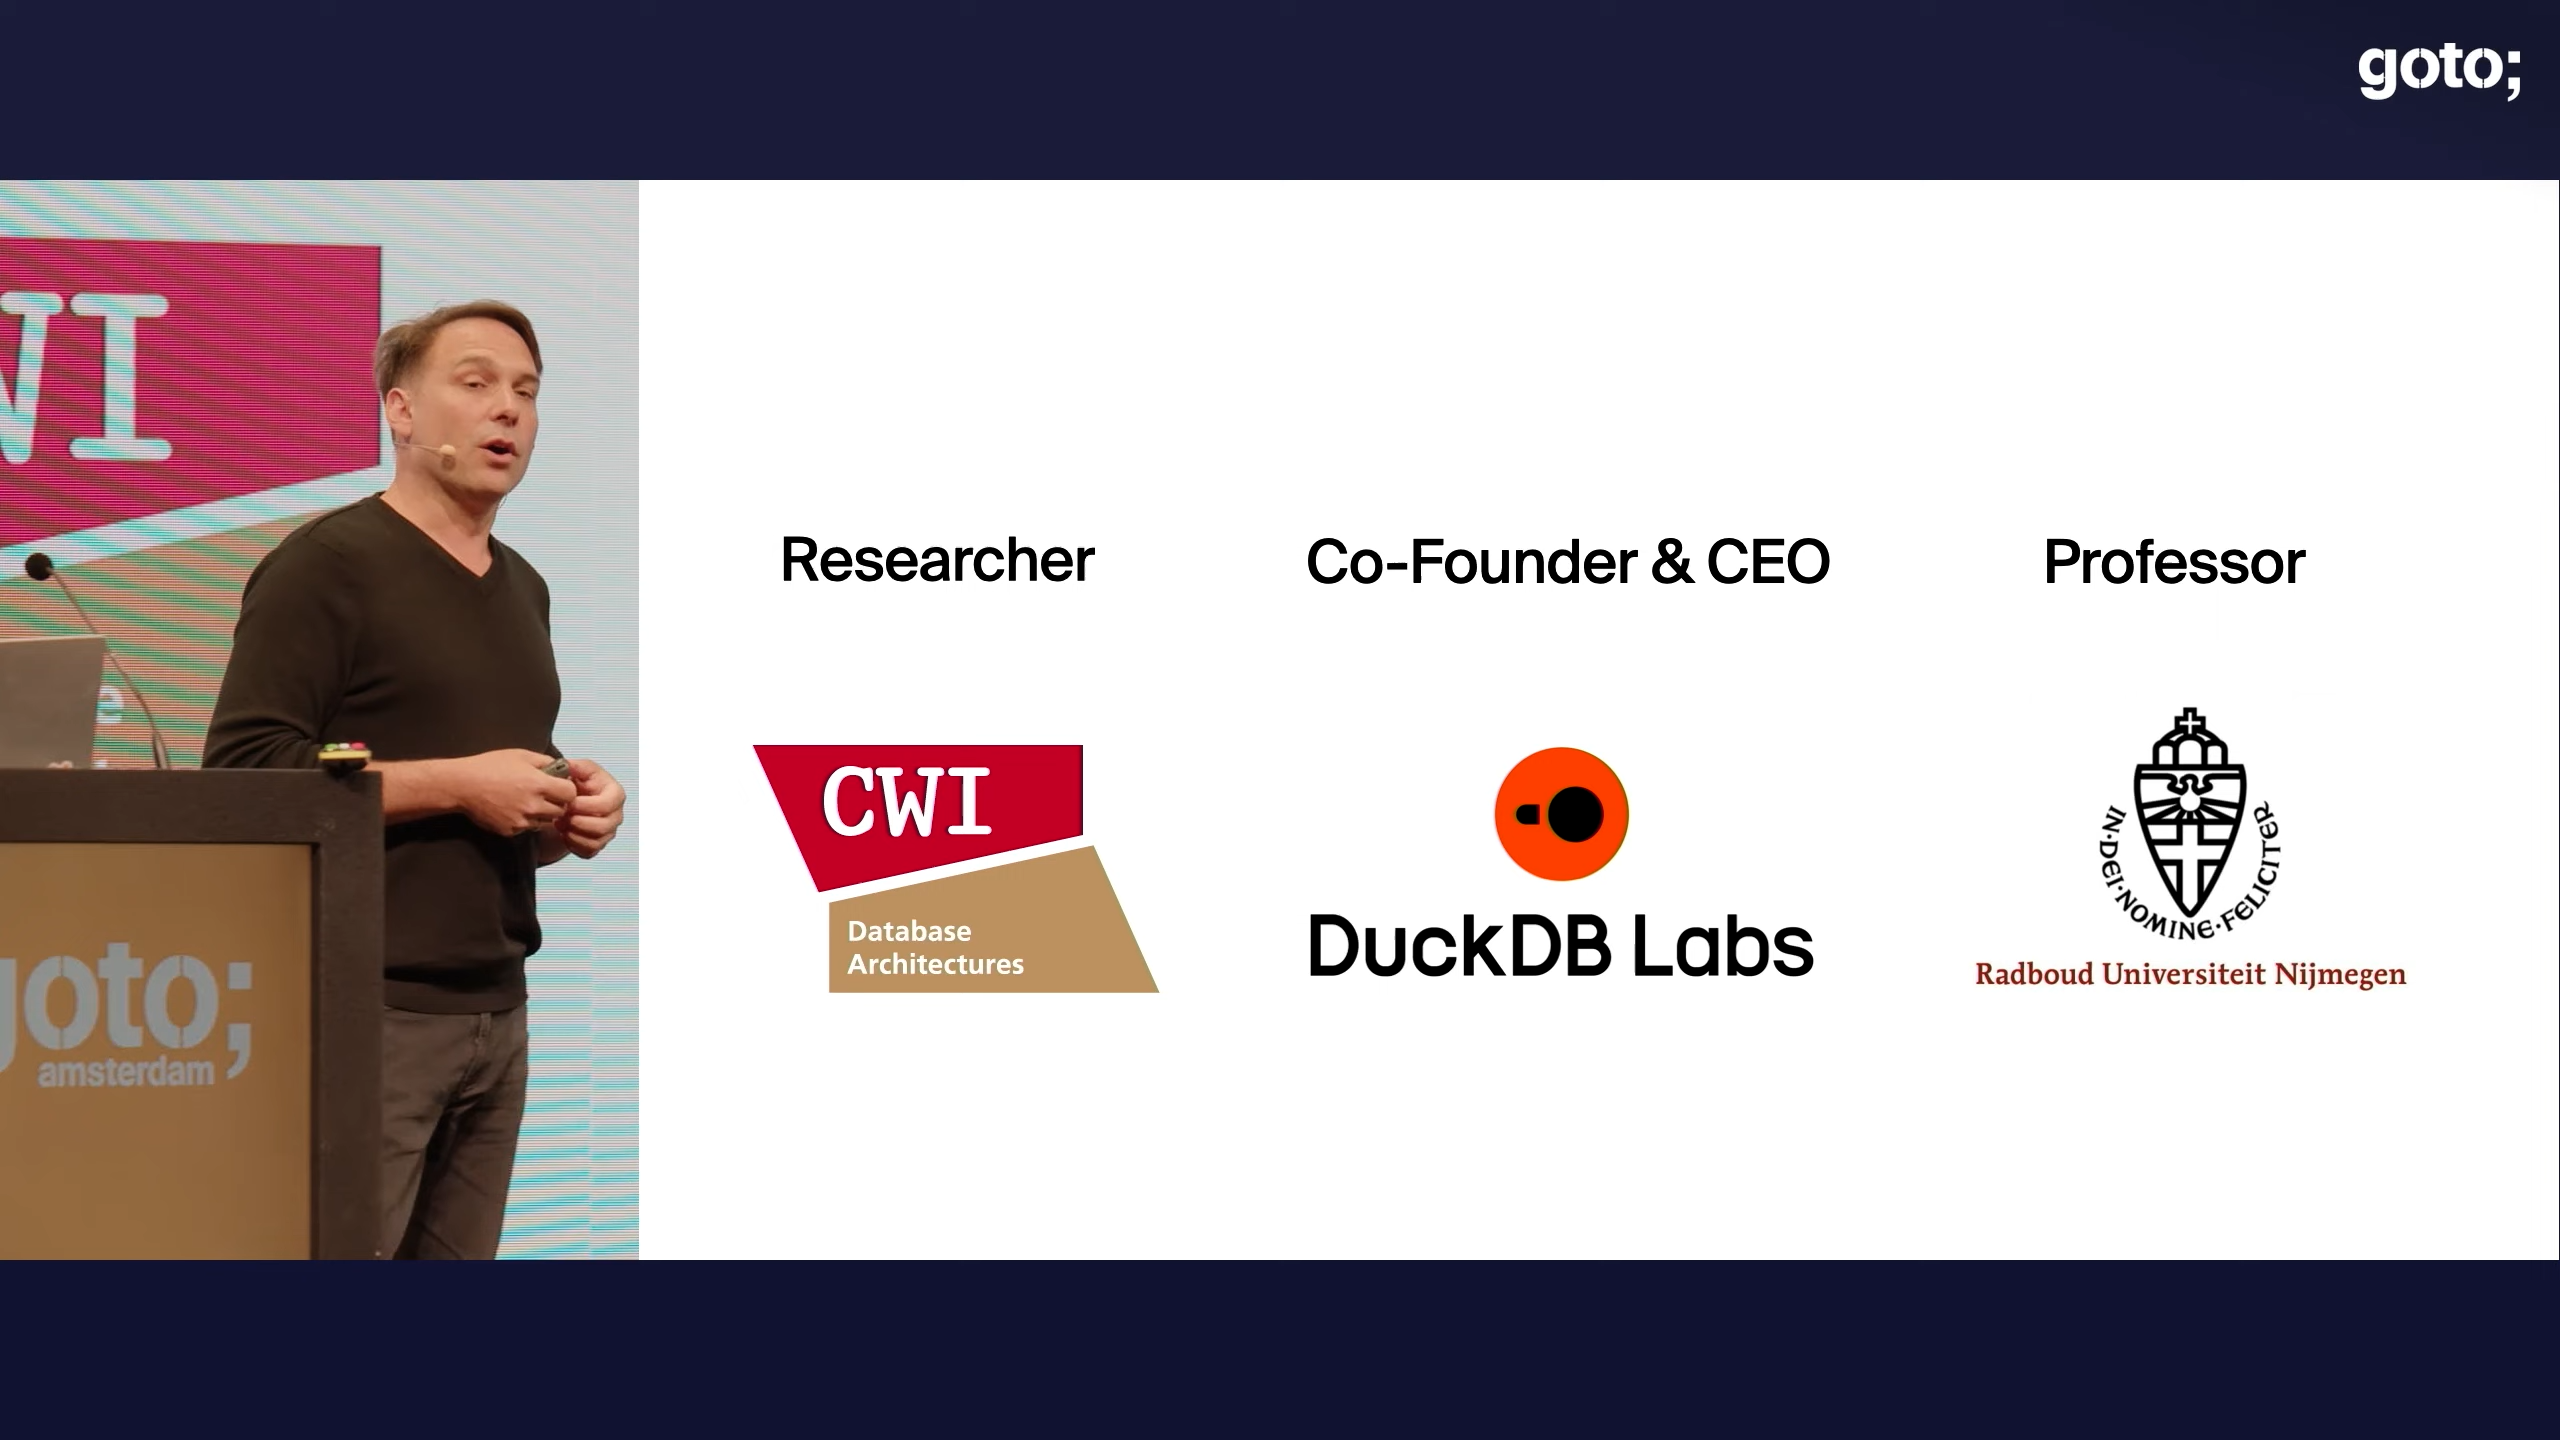 goto;
WI
e
goto;
amsterdam
Researcher
Co-Founder & CEO
Professor
CWI
Database
Architectures
DuckDB Labs
IN·DEI·NOMINE·FELICITER
Radboud Universiteit Nijmegen